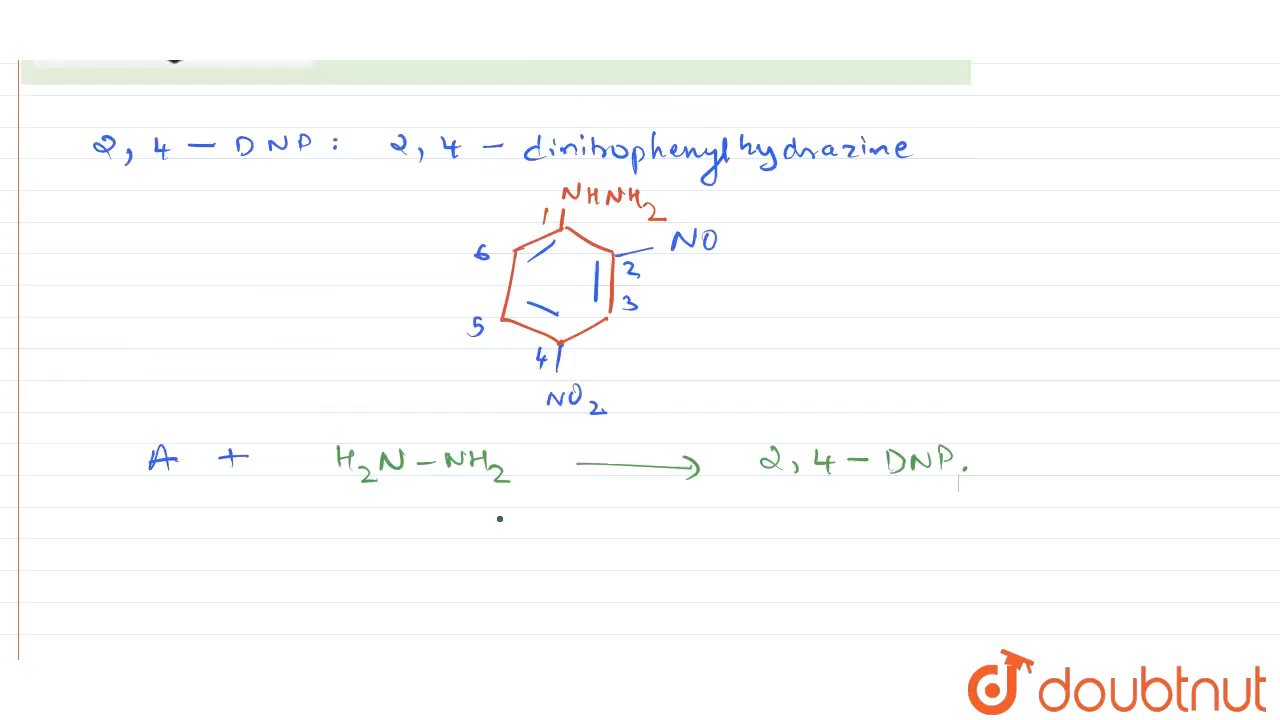 2, 4 - DNP : 2, 4 - dinitrophenylhydrazine
NHNH2
1
6
NO
2
3
5
4
NO2
A + H2N-NH2 → 2, 4 - DNP.
doubtnut